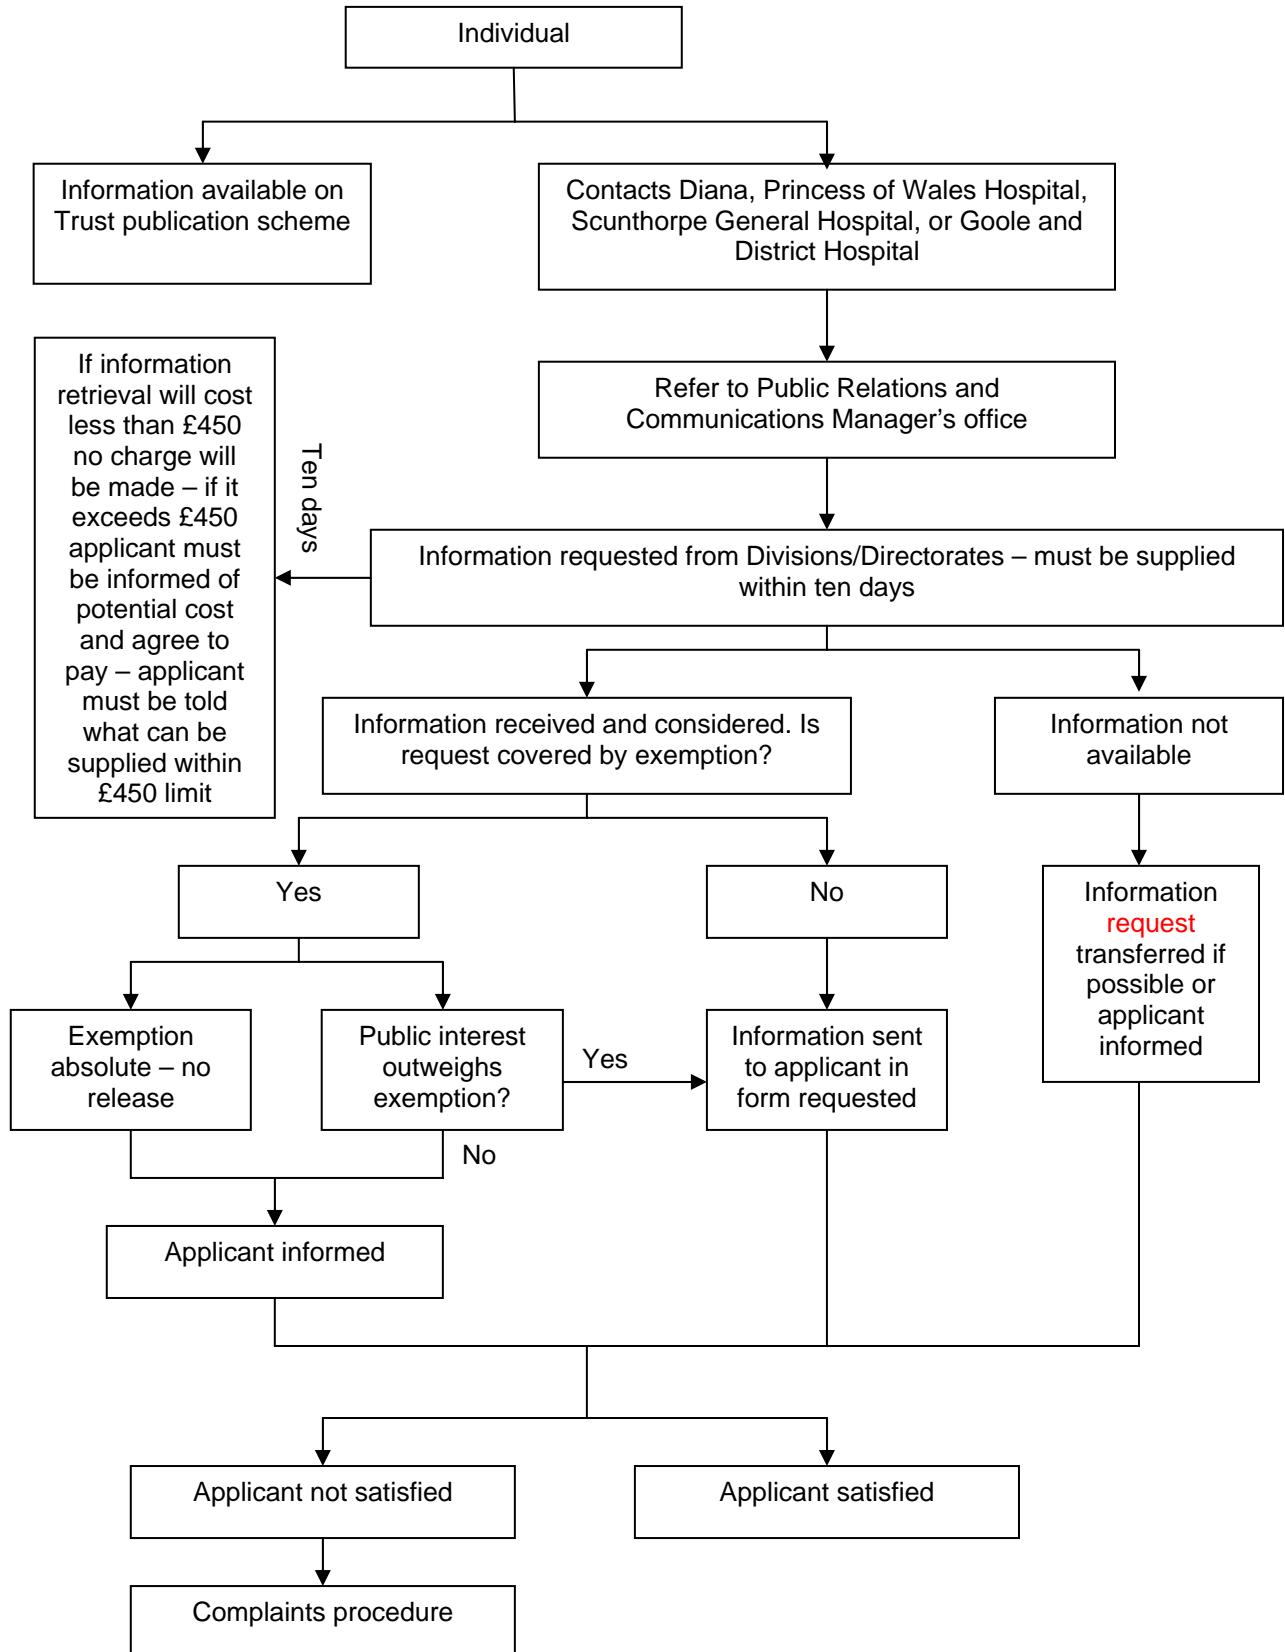 Individual
Information available on
Trust publication scheme
Contacts Diana, Princess of Wales Hospital,
Scunthorpe General Hospital, or Goole and
District Hospital
If information
retrieval will cost
less than £450
no charge will
be made – if it
exceeds £450
applicant must
be informed of
potential cost
and agree to
pay – applicant
must be told
what can be
supplied within
£450 limit
Refer to Public Relations and
Communications Manager’s office
Ten days
Information requested from Divisions/Directorates – must be supplied
within ten days
Information received and considered. Is
request covered by exemption?
Information not
available
Yes
No
Information
request
transferred if
possible or
applicant
informed
Exemption
absolute – no
release
Public interest
outweighs
exemption?
Yes
Information sent
to applicant in
form requested
No
Applicant informed
Applicant not satisfied
Applicant satisfied
Complaints procedure